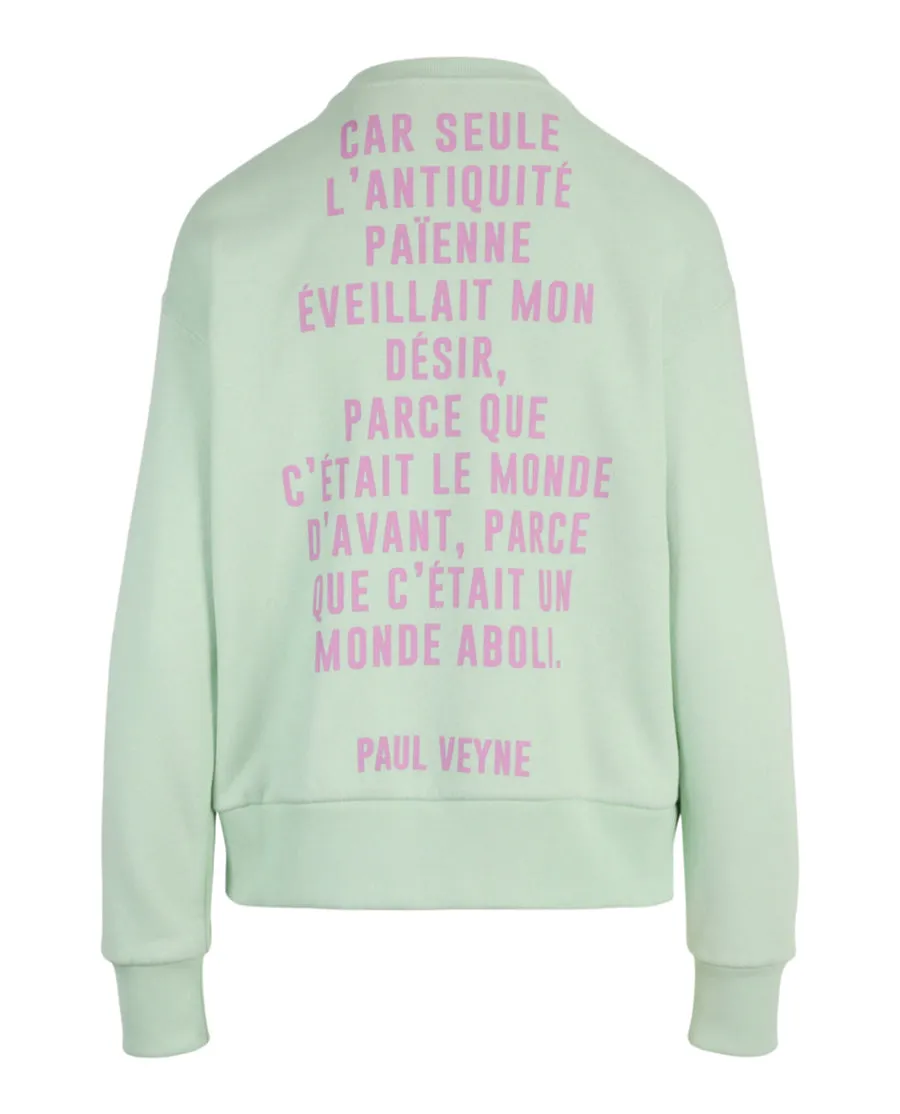 CAR SEULE
L'ANTIQUITÉ
PAÏENNE
ÉVEILLAIT MON
DÉSIR,
PARCE QUE
C'ÉTAIT LE MONDE
D'AVANT, PARCE
QUE C'ÉTAIT UN
MONDE ABOLI.
PAUL VEYNE